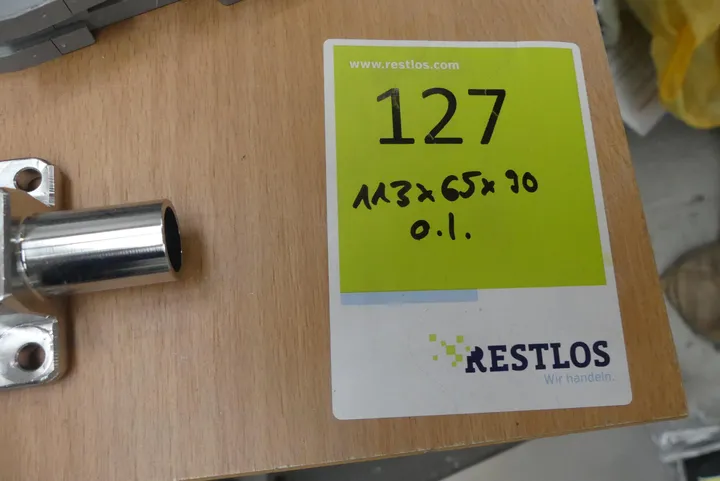 www.restlos.com
127
113x65x90
o.l.
RESTLOS
Wir handeln.